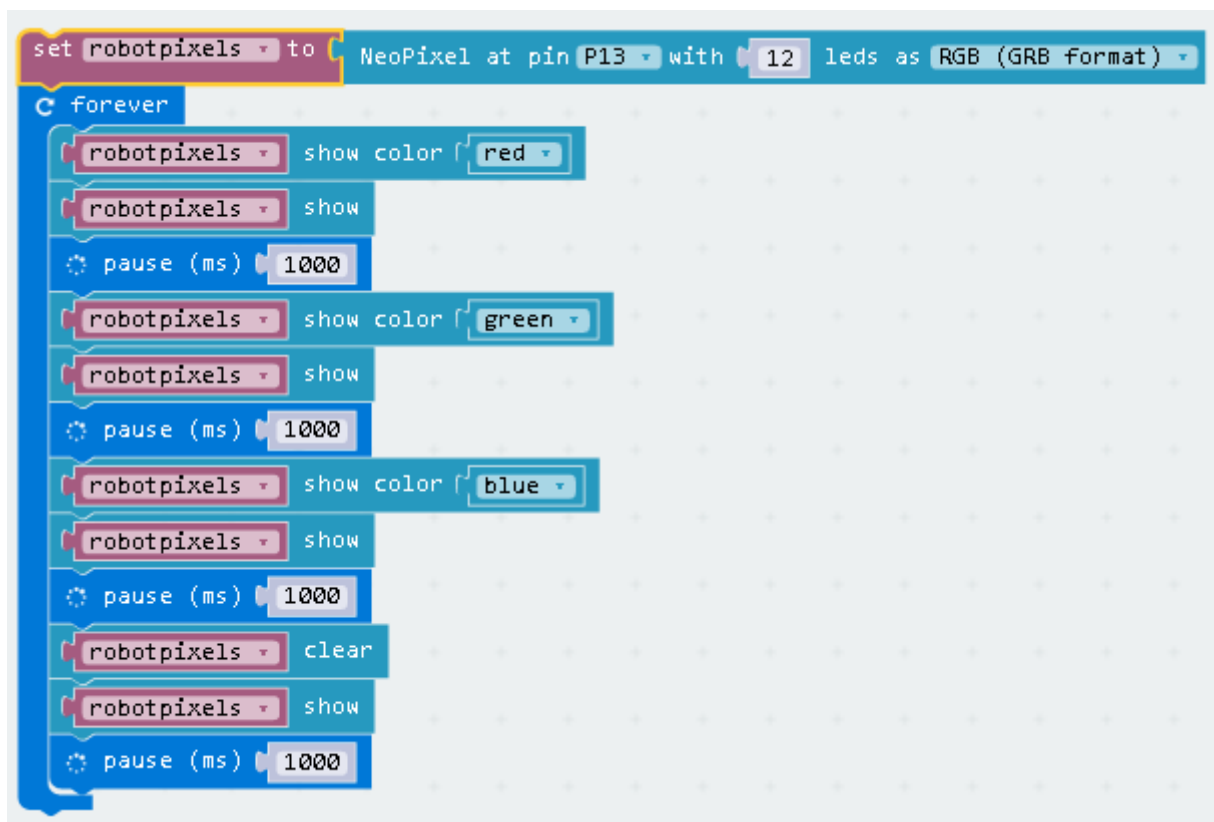 set robotpixels to NeoPixel at pin P13 with 12 leds as RGB (GRB format)
forever
robotpixels show color red
robotpixels show
pause (ms) 1000
robotpixels show color green
robotpixels show
pause (ms) 1000
robotpixels show color blue
robotpixels show
pause (ms) 1000
robotpixels clear
robotpixels show
pause (ms) 1000